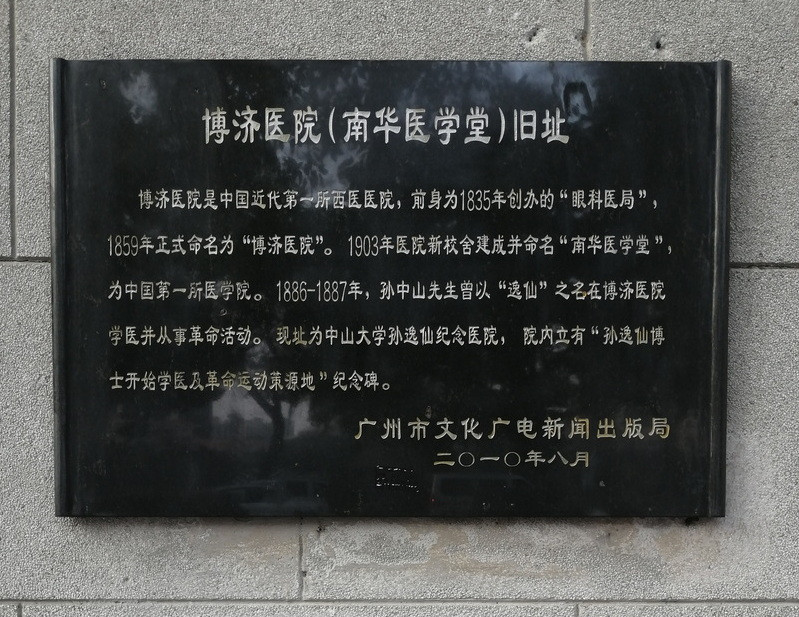 博济医院(南华医学堂)旧址
博济医院是中国近代第一所西医医院，前身为1835年创办的“眼科医局”，
1859年正式命名为“博济医院”。1903年医院新校舍建成并命名“南华医学堂”，
为中国第一所医学院。1886-1887年，孙中山先生曾以“逸仙”之名在博济医院
学医并从事革命活动。现址为中山大学孙逸仙纪念医院，院内立有“孙逸仙博
士开始学医及革命运动策源地”纪念碑。
广州市文化广电新闻出版局
二〇一〇年八月